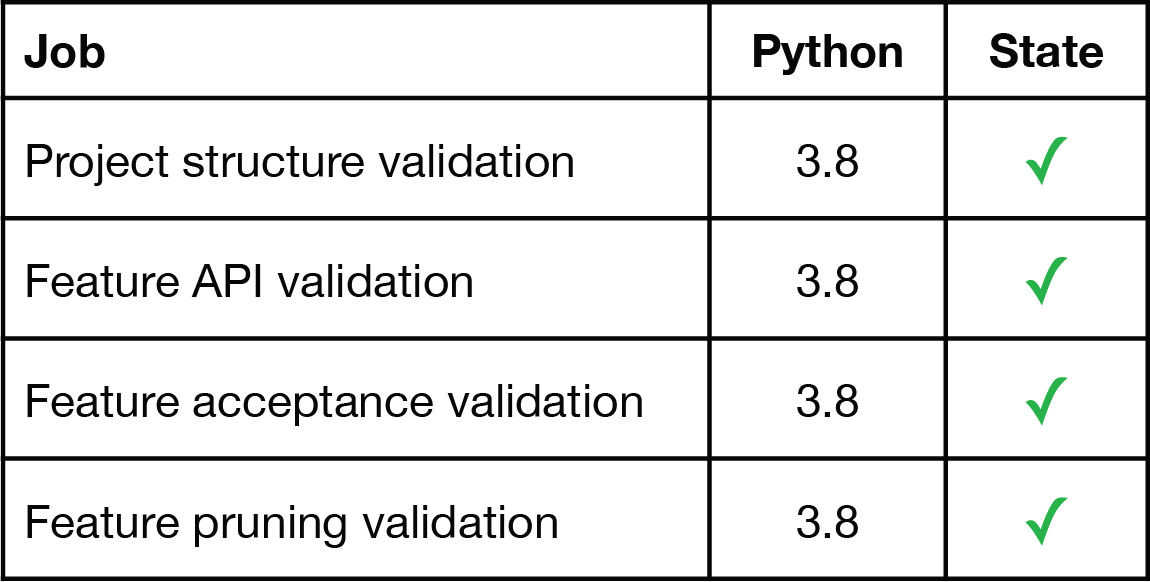 Job Python State
Project structure validation 3.8 ✓
Feature API validation 3.8 ✓
Feature acceptance validation 3.8 ✓
Feature pruning validation 3.8 ✓